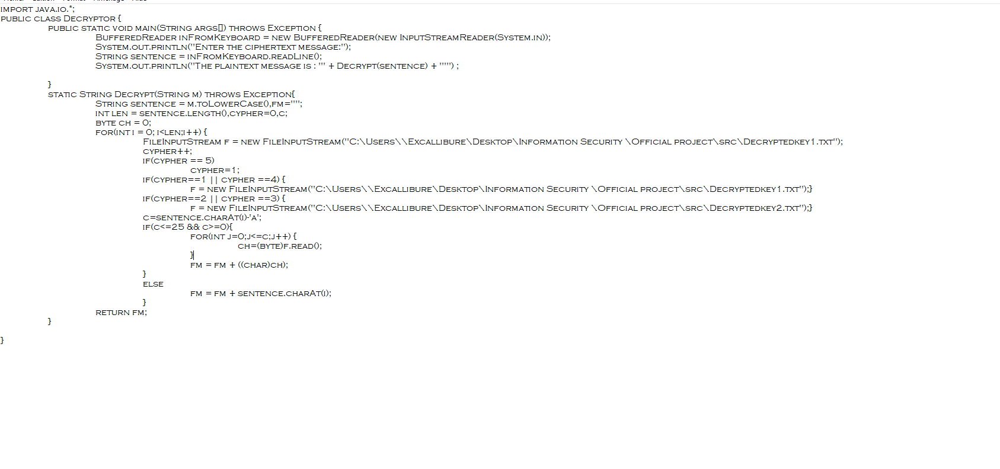 import java.io.*;
public class Decryptor {
public static void main(String args[]) throws Exception {
BufferedReader inFromKeyboard = new BufferedReader(new InputStreamReader(System.in));
System.out.println("Enter the ciphertext message:");
String sentence = inFromKeyboard.readLine();
System.out.println("The plaintext message is : '" + Decrypt(sentence) + "'") ;
}
static String Decrypt(String m) throws Exception{
String sentence = m.toLowerCase(),fm="";
int len = sentence.length(),cypher=0,c;
byte ch = 0;
for(int i = 0; i<len;i++) {
FileInputStream f = new FileInputStream("C:\Users\\Excallibure\Desktop\Information Security \Official project\src\Decryptedkey1.txt");
cypher++;
if(cypher == 5)
cypher=1;
if(cypher==1 || cypher ==4) {
f = new FileInputStream("C:\Users\\Excallibure\Desktop\Information Security \Official project\src\Decryptedkey1.txt");}
if(cypher==2 || cypher ==3) {
f = new FileInputStream("C:\Users\\Excallibure\Desktop\Information Security \Official project\src\Decryptedkey2.txt");}
c=sentence.charAt(i)-'a';
if(c<=25 && c>=0){
for(int j=0;j<=c;j++) {
ch=(byte)f.read();
}
fm = fm + ((char)ch);
}
else
fm = fm + sentence.charAt(i);
}
return fm;
}
}